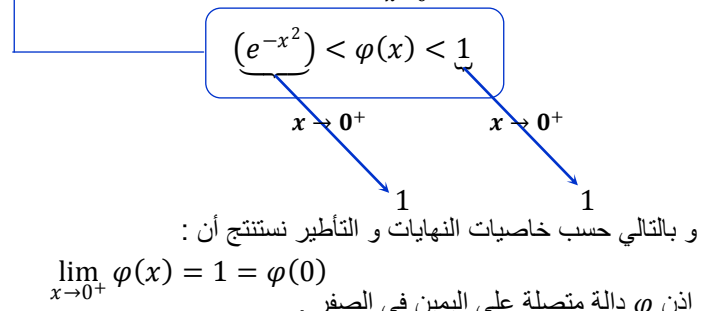 (e^{-x^2}) < φ(x) < 1
x → 0⁺ x → 0⁺
1 1
و بالتالي حسب خاصيات النهايات و التأطير نستنتج أن :
lim_{x→0⁺} φ(x) = 1 = φ(0)
اذن φ دالة متصلة على اليمين في الصفر .